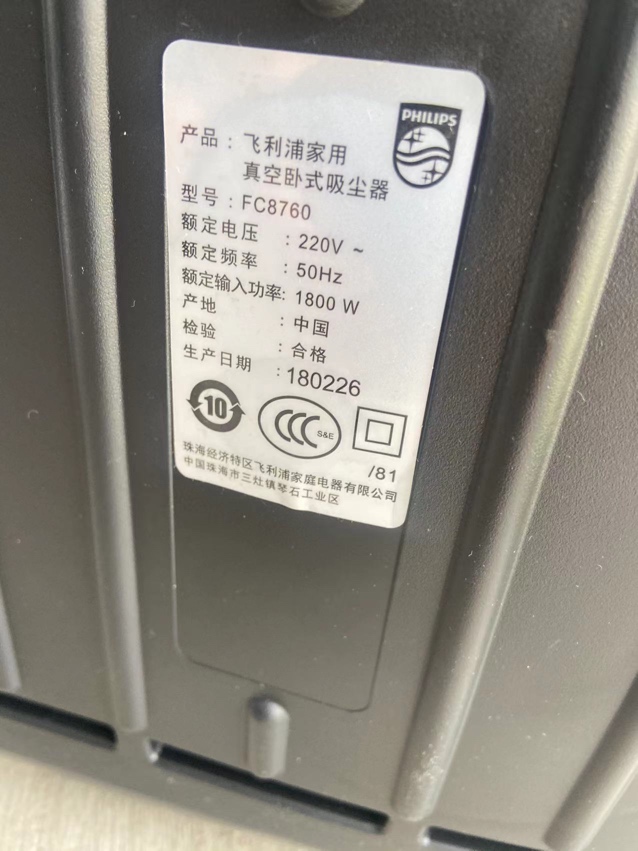 PHILIPS
产品：飞利浦家用
真空卧式吸尘器
型号：FC8760
额定电压：220V ~
额定频率：50Hz
额定输入功率：1800 W
产地：中国
检验：合格
生产日期：180226
10
CCC S&E
/81
珠海经济特区飞利浦家庭电器有限公司
中国珠海市三灶镇琴石工业区